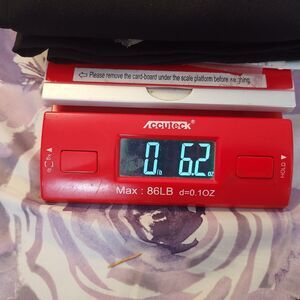 Please remove the card-board under the scale platform before weighing.
Accuteck
0 lb 6.2 oz
HOLD
Max : 86LB d=0.1OZ